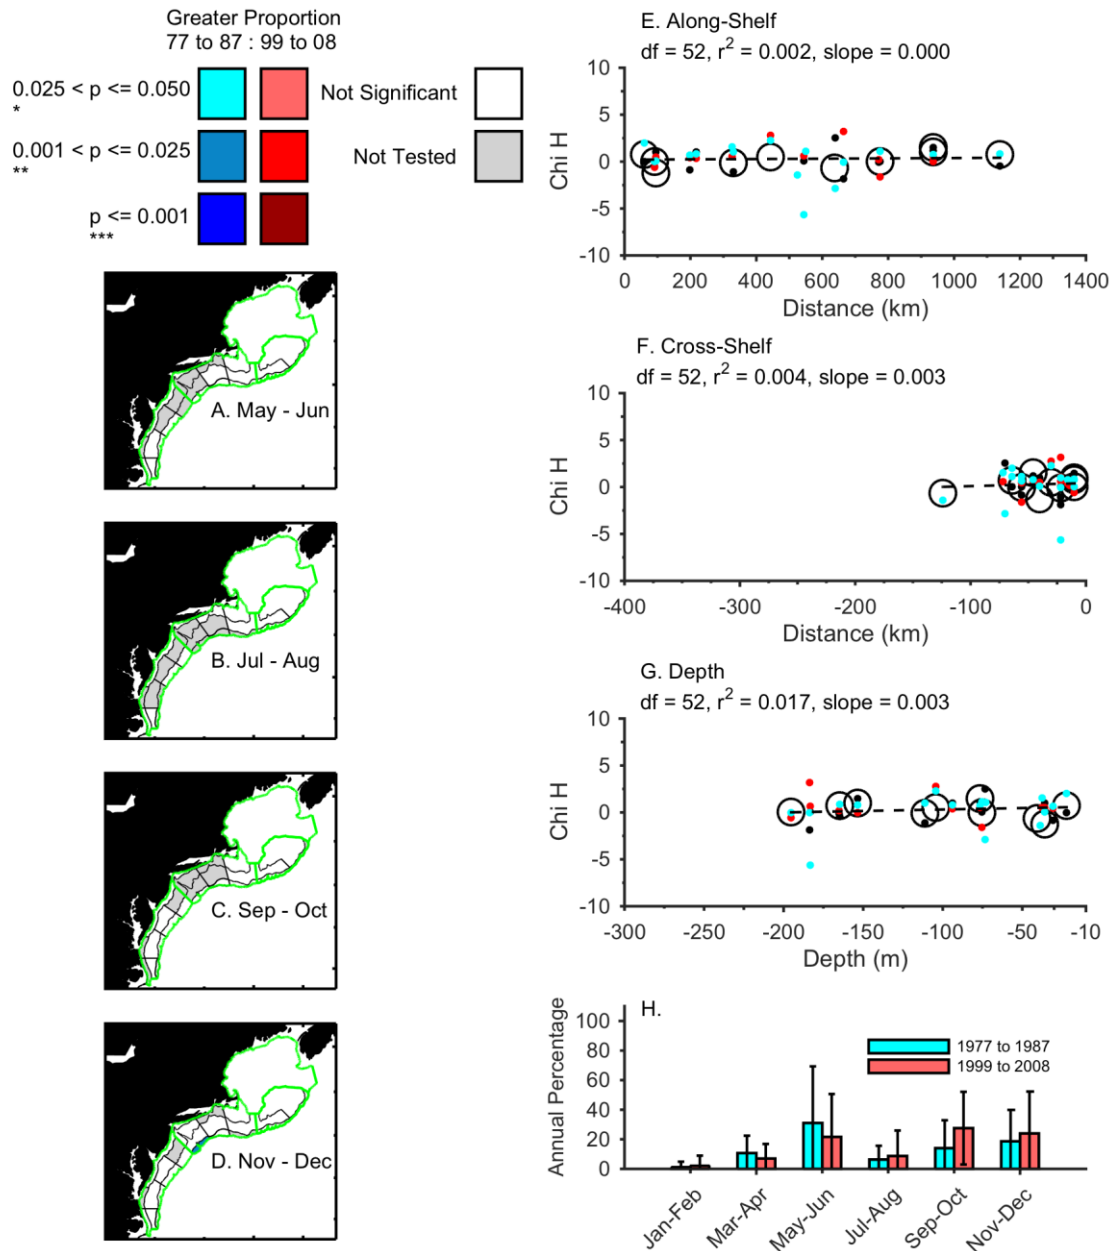 Greater Proportion
77 to 87 : 99 to 08
0.025 < p <= 0.050
*
0.001 < p <= 0.025
**
p <= 0.001
***
Not Significant
Not Tested
A. May - Jun
B. Jul - Aug
C. Sep - Oct
D. Nov - Dec
E. Along-Shelf
df = 52, r² = 0.002, slope = 0.000
10
5
0
-5
-10
Chi H
0 200 400 600 800 1000 1200 1400
Distance (km)
F. Cross-Shelf
df = 52, r² = 0.004, slope = 0.003
10
5
0
-5
-10
Chi H
-400 -300 -200 -100 0
Distance (km)
G. Depth
df = 52, r² = 0.017, slope = 0.003
10
5
0
-5
-10
Chi H
-300 -200 -100 -50 -10
Depth (m)
H.
1977 to 1987
1999 to 2008
100
80
60
40
20
0
Annual Percentage
Jan-Feb Mar-Apr May-Jun Jul-Aug Sep-Oct Nov-Dec